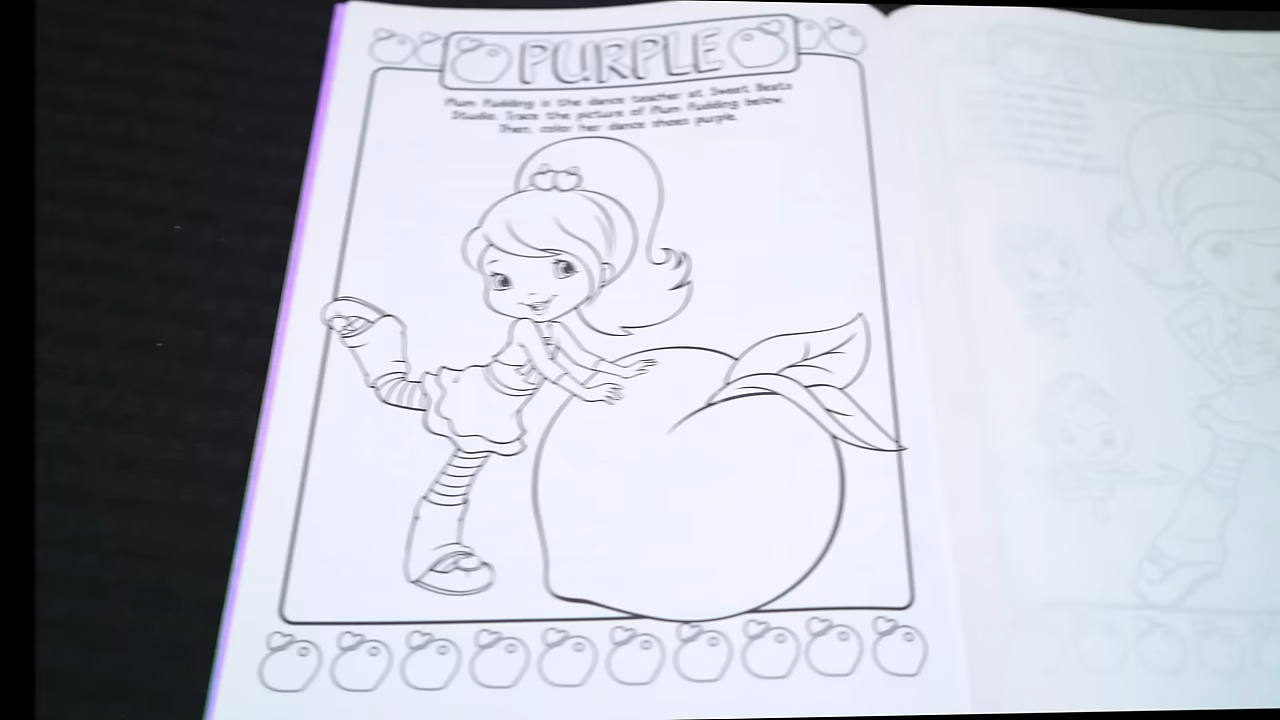 PURPLE
Plum Pudding is the dance teacher at Sweet Beats
Studio. Trace the picture of Plum Pudding below.
Then, color her dance shoes purple.